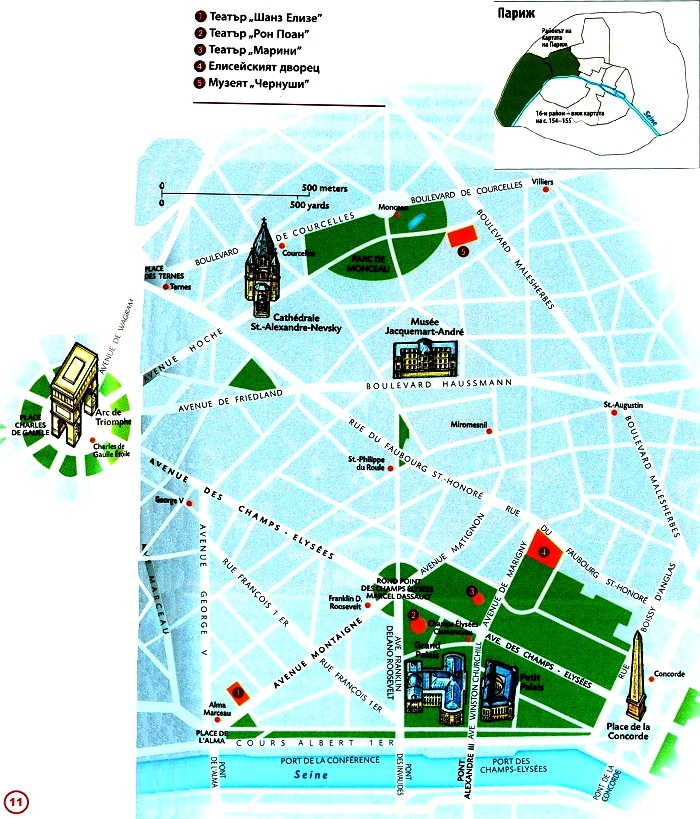 1 Театър „Шанз Елизе”
2 Театър „Рон Поан”
3 Театър „Марини”
4 Елисейският дворец
5 Музеят „Чернуши”
Париж
Районът на
картата
на Париж
Seine
16-и район – виж картата
на с. 154–155
0
500 meters
0
500 yards
BOULEVARD DE COURCELLES
Villiers
Monceau
BOULEVARD DE COURCELLES
Courcelles
5
BOULEVARD MALESHERBES
PARC DE
MONCEAU
PLACE
DES TERNES
Ternes
Cathédrale
St.-Alexandre-Nevsky
Musée
Jacquemart-André
AVENUE DE WAGRAM
AVENUE HOCHE
BOULEVARD HAUSSMANN
AVENUE DE FRIEDLAND
PLACE
CHARLES
DE GAULLE
Arc de
Triomphe
Charles de
Gaulle Étoile
St.-Augustin
Miromesnil
RUE DU FAUBOURG ST.-HONORÉ
BOULEVARD MALESHERBES
St.-Philippe
du Roule
AVENUE DES CHAMPS-ELYSÉES
George V
AVENUE GEORGE V
RUE FRANÇOIS 1 ER
MARCEAU
AVENUE MATIGNON
RUE DU FAUBOURG ST-HONORE
4
AVENUE DE MARIGNY
RUE BOISSY D'ANGLAS
ROND POINT
DES CHAMPS ÉLYSÉES
MARCEL DASSAULT
Franklin D.
Roosevelt
3
2
Champs Élysées
Clemenceau
AVENUE MONTAIGNE
RUE FRANÇOIS 1ER
AVE. FRANKLIN
DELANO ROOSEVELT
Grand
Palais
AVE. WINSTON CHURCHILL
Petit
Palais
AVE. DES CHAMPS-ELYSÉES
Concorde
Place de la
Concorde
1
Alma
Marceau
PLACE DE
L'ALMA
COURS ALBERT 1ER
PONT
DE L'ALMA
PORT DE LA CONFÉRENCE
Seine
PONT
DES INVALIDES
PONT
ALEXANDRE III
PORT DES
CHAMPS-ELYSÉES
PONT DE LA
CONCORDE
11